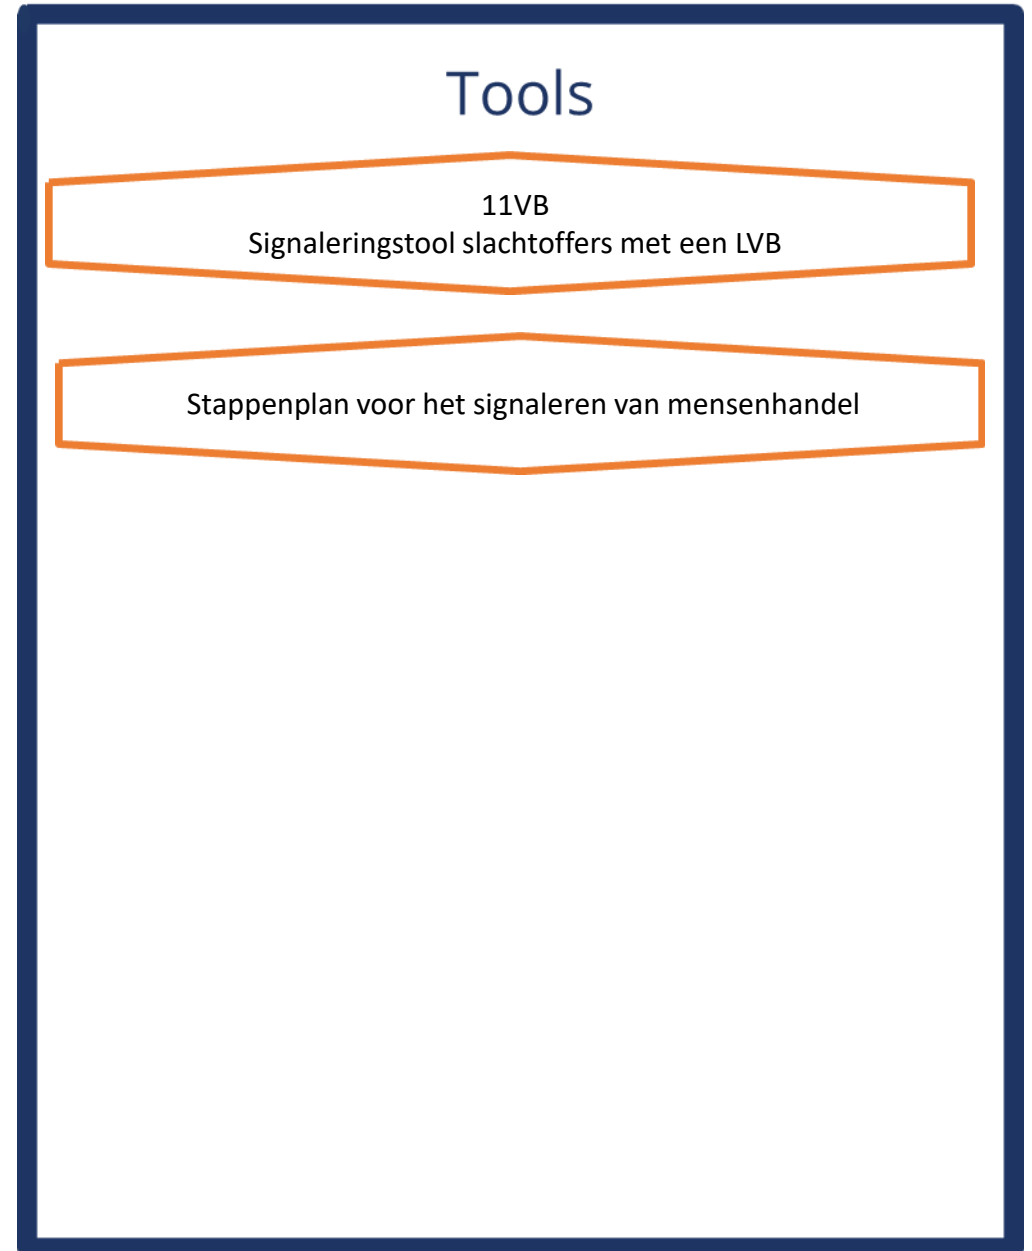 Tools
11VB
Signaleringstool slachtoffers met een LVB
Stappenplan voor het signaleren van mensenhandel